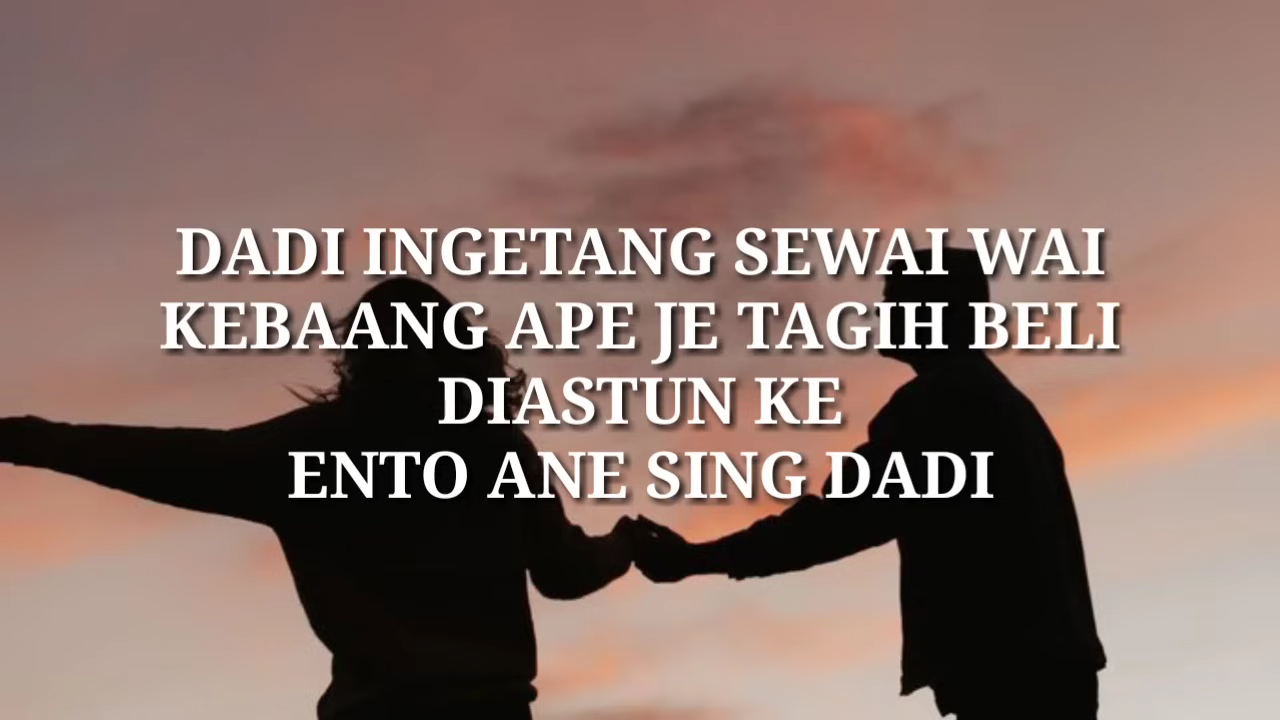 DADI INGETANG SEWAI WAI
KEBAANG APE JE TAGIH BELI
DIASTUN KE
ENTO ANE SING DADI